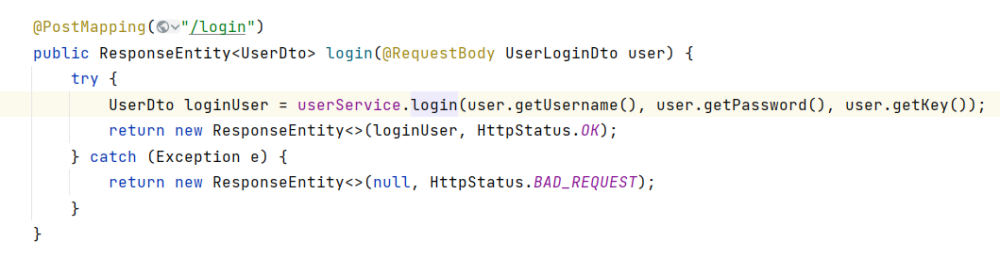 @PostMapping("/login")
public ResponseEntity<UserDto> login(@RequestBody UserLoginDto user) {
try {
UserDto loginUser = userService.login(user.getUsername(), user.getPassword(), user.getKey());
return new ResponseEntity<>(loginUser, HttpStatus.OK);
} catch (Exception e) {
return new ResponseEntity<>(null, HttpStatus.BAD_REQUEST);
}
}